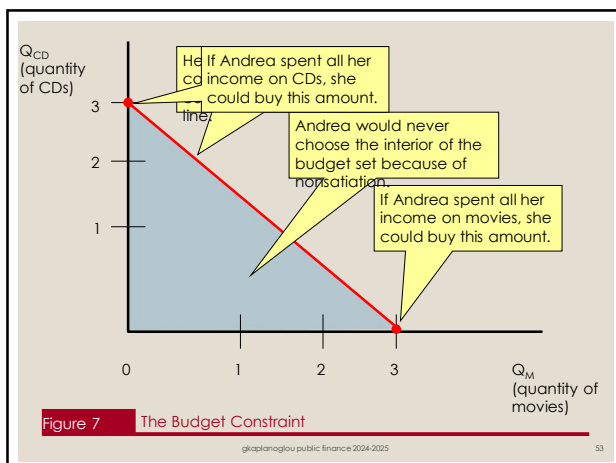 Q_CD
(quantity
of CDs)
He
co
line.
If Andrea spent all her
income on CDs, she
could buy this amount.
Andrea would never
choose the interior of the
budget set because of
nonsatiation.
If Andrea spent all her
income on movies, she
could buy this amount.
3
2
1
0
1
2
3
Q_M
(quantity of
movies)
Figure 7
The Budget Constraint
gkaplanoglou public finance 2024-2025
53